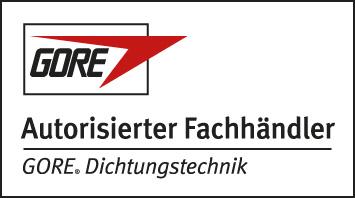 GORE
Autorisierter Fachhändler
GORE® Dichtungstechnik